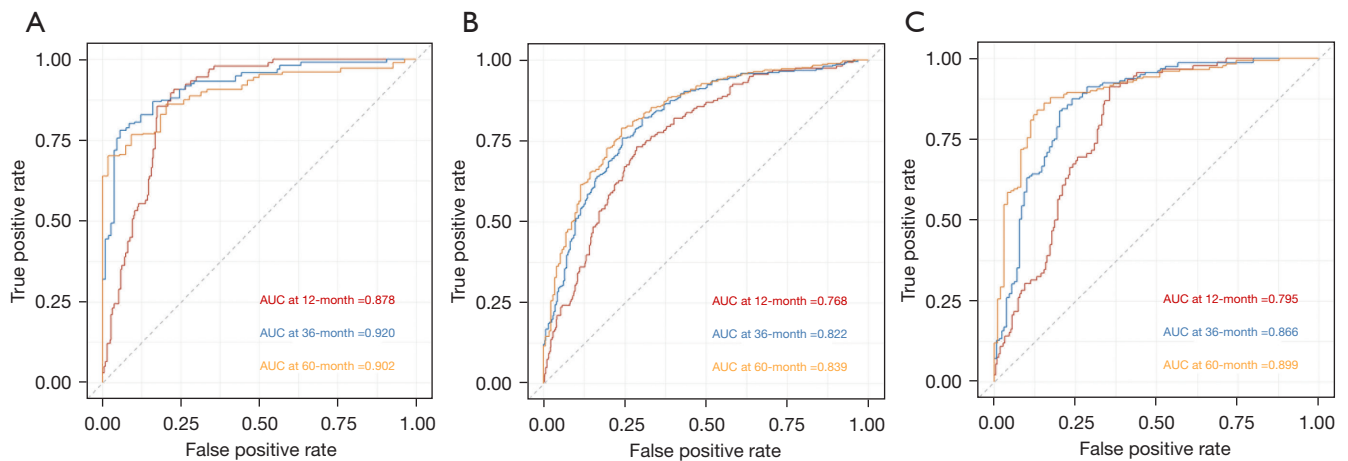 A
1.00
0.75
0.50
0.25
0.00
True positive rate
AUC at 12-month =0.878
AUC at 36-month =0.920
AUC at 60-month =0.902
0.00 0.25 0.50 0.75 1.00
False positive rate
B
1.00
0.75
0.50
0.25
0.00
True positive rate
AUC at 12-month =0.768
AUC at 36-month =0.822
AUC at 60-month =0.839
0.00 0.25 0.50 0.75 1.00
False positive rate
C
1.00
0.75
0.50
0.25
0.00
True positive rate
AUC at 12-month =0.795
AUC at 36-month =0.866
AUC at 60-month =0.899
0.00 0.25 0.50 0.75 1.00
False positive rate